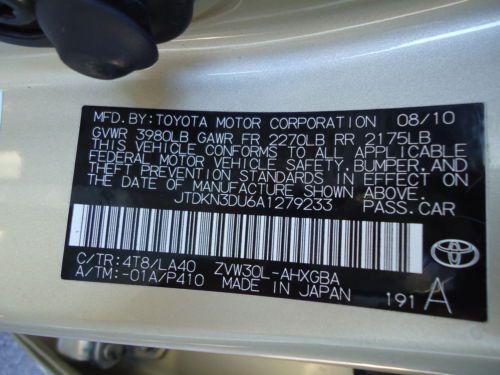 MFD. BY: TOYOTA MOTOR CORPORATION 08/10
GVWR 3980LB GAWR FR 2270LB RR 2175LB
THIS VEHICLE CONFORMS TO ALL APPLICABLE
FEDERAL MOTOR VEHICLE SAFETY, BUMPER, AND
THEFT PREVENTION STANDARDS IN EFFECT ON
THE DATE OF MANUFACTURE SHOWN ABOVE.
JTDKN3DU6A1279233 PASS. CAR
C/TR: 4T8/LA40 ZVW30L-AHXGBA
A/TM: -01A/P410 MADE IN JAPAN 191 A